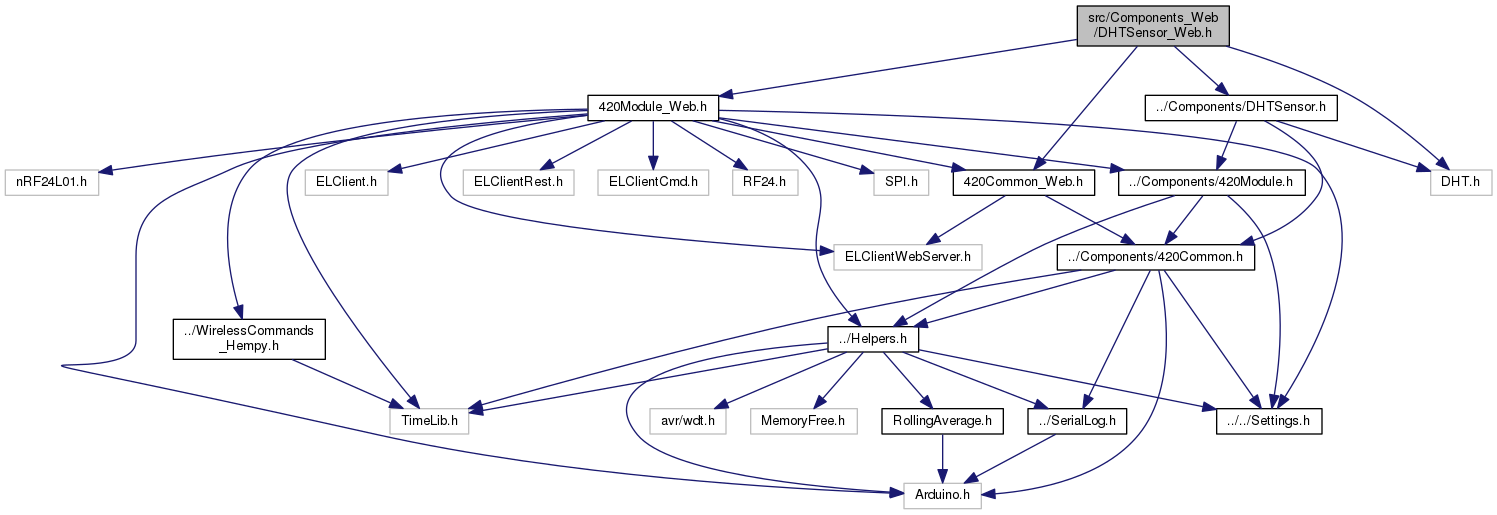 src/Components_Web
/DHTSensor_Web.h
420Module_Web.h
../Components/DHTSensor.h
nRF24L01.h
ELClient.h
ELClientRest.h
ELClientCmd.h
RF24.h
SPI.h
420Common_Web.h
../Components/420Module.h
DHT.h
ELClientWebServer.h
../Components/420Common.h
../WirelessCommands
_Hempy.h
../Helpers.h
TimeLib.h
avr/wdt.h
MemoryFree.h
RollingAverage.h
../SerialLog.h
../../Settings.h
Arduino.h